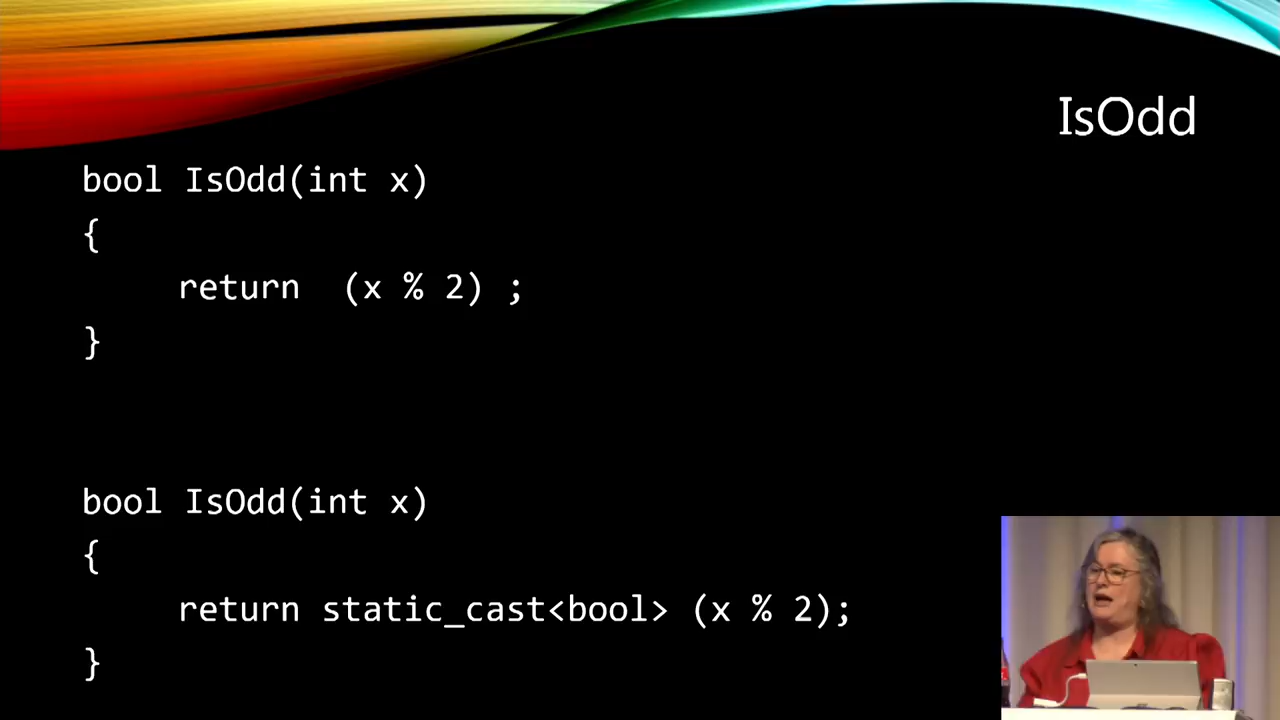 IsOdd
bool IsOdd(int x)
{
return  (x % 2) ;
}
bool IsOdd(int x)
{
return static_cast<bool> (x % 2);
}